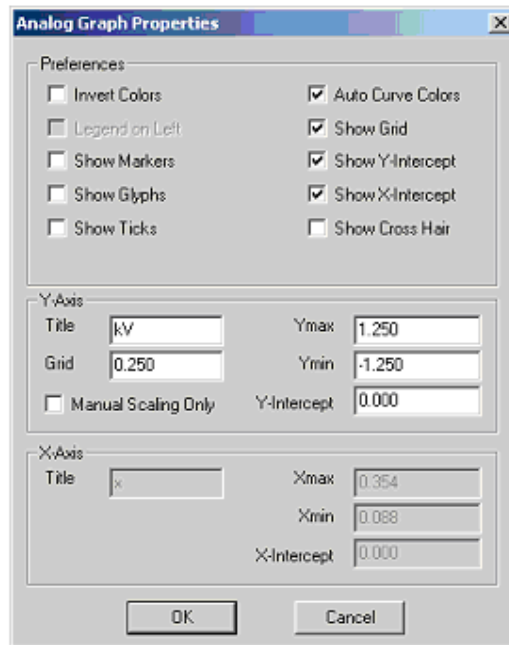 Analog Graph Properties
Preferences
Invert Colors
Auto Curve Colors
Legend on Left
Show Grid
Show Markers
Show Y-Intercept
Show Glyphs
Show X-Intercept
Show Ticks
Show Cross Hair
Y-Axis
Title kV Ymax 1.250
Grid 0.250 Ymin -1.250
Manual Scaling Only Y-Intercept 0.000
X-Axis
Title x Xmax 0.354
Xmin 0.088
X-Intercept 0.000
OK Cancel